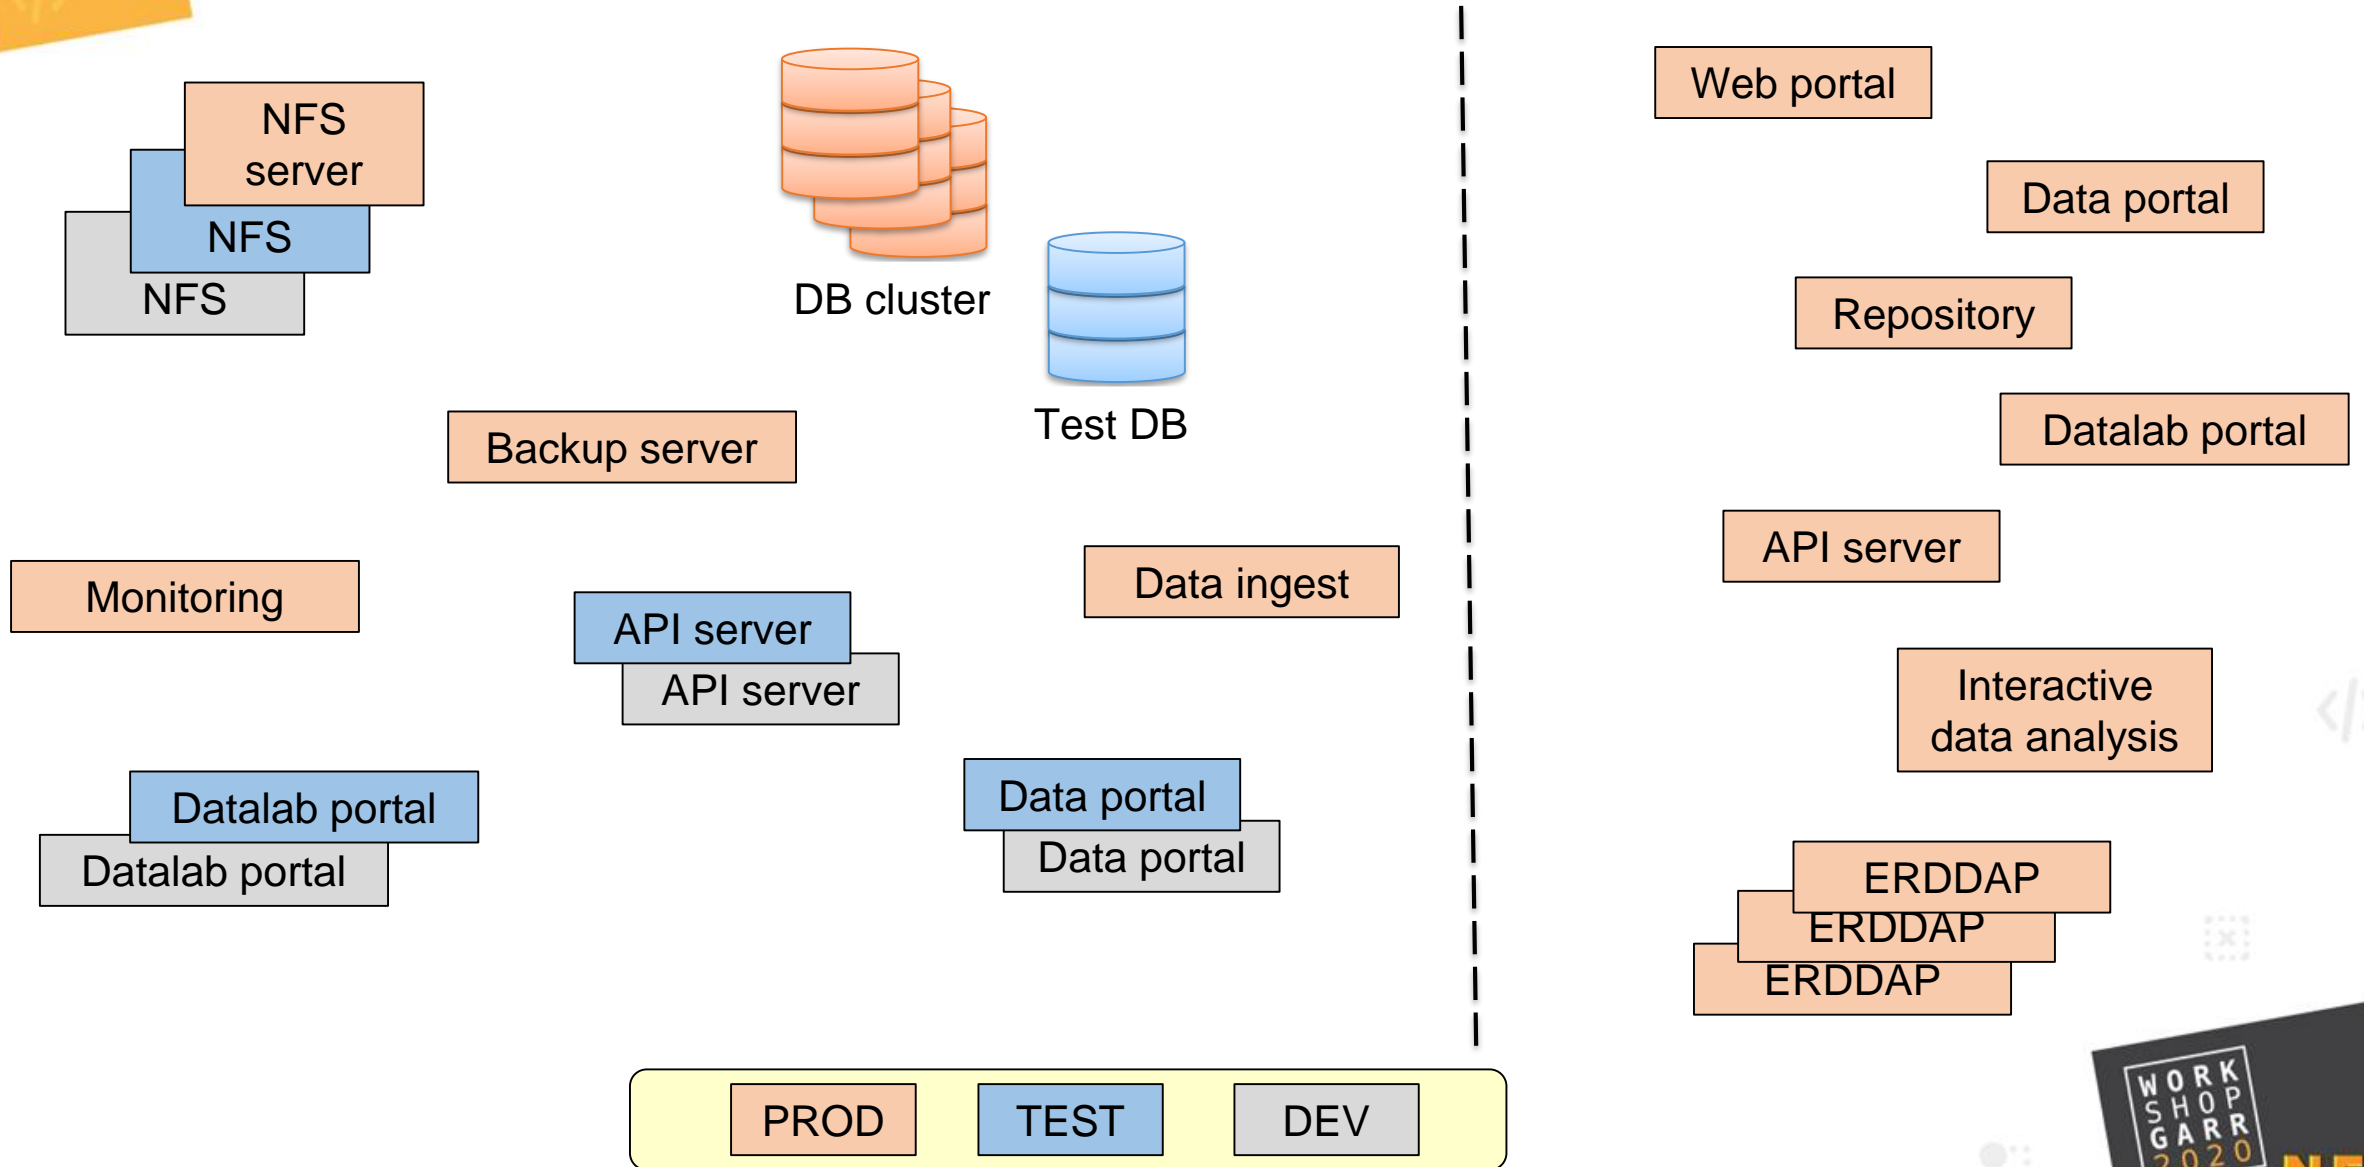 NFS
server
NFS
NFS
DB cluster
Test DB
Backup server
Monitoring
API server
API server
Data ingest
Datalab portal
Datalab portal
Data portal
Data portal
Web portal
Data portal
Repository
Datalab portal
API server
Interactive
data analysis
ERDDAP
ERDDAP
ERDDAP
PROD
TEST
DEV
WORK
SHOP
GARR
2020